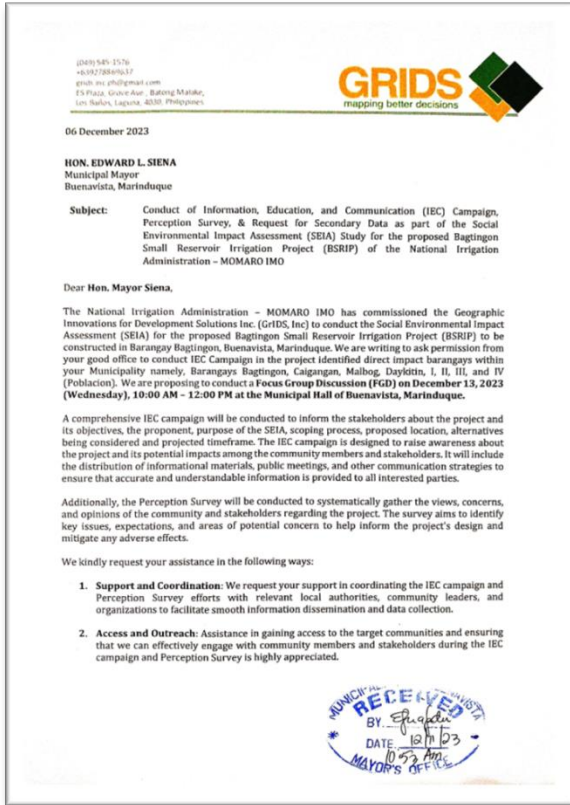 (049) 545-1576
+639278869637
grids.inc.ph@gmail.com
ES Plaza, Grove Ave., Batong Malake,
Los Baños, Laguna, 4030, Philippines
GRIDS
mapping better decisions
06 December 2023
HON. EDWARD L. SIENA
Municipal Mayor
Buenavista, Marinduque
Subject: Conduct of Information, Education, and Communication (IEC) Campaign,
Perception Survey, & Request for Secondary Data as part of the Social
Environmental Impact Assessment (SEIA) Study for the proposed Bagtingon
Small Reservoir Irrigation Project (BSRIP) of the National Irrigation
Administration – MOMARO IMO
Dear Hon. Mayor Siena,
The National Irrigation Administration – MOMARO IMO has commissioned the Geographic
Innovations for Development Solutions Inc. (GrIDS, Inc) to conduct the Social Environmental Impact
Assessment (SEIA) for the proposed Bagtingon Small Reservoir Irrigation Project (BSRIP) to be
constructed in Barangay Bagtingon, Buenavista, Marinduque. We are writing to ask permission from
your good office to conduct IEC Campaign in the project identified direct impact barangays within
your Municipality namely, Barangays Bagtingon, Caigangan, Malbog, Daykitin, I, II, III, and IV
(Poblacion). We are proposing to conduct a Focus Group Discussion (FGD) on December 13, 2023
(Wednesday), 10:00 AM – 12:00 PM at the Municipal Hall of Buenavista, Marinduque.
A comprehensive IEC campaign will be conducted to inform the stakeholders about the project and
its objectives, the proponent, purpose of the SEIA, scoping process, proposed location, alternatives
being considered and projected timeframe. The IEC campaign is designed to raise awareness about
the project and its potential impacts among the community members and stakeholders. It will include
the distribution of informational materials, public meetings, and other communication strategies to
ensure that accurate and understandable information is provided to all interested parties.
Additionally, the Perception Survey will be conducted to systematically gather the views, concerns,
and opinions of the community and stakeholders regarding the project. The survey aims to identify
key issues, expectations, and areas of potential concern to help inform the project's design and
mitigate any adverse effects.
We kindly request your assistance in the following ways:
1. Support and Coordination: We request your support in coordinating the IEC campaign and
Perception Survey efforts with relevant local authorities, community leaders, and
organizations to facilitate smooth information dissemination and data collection.
2. Access and Outreach: Assistance in gaining access to the target communities and ensuring
that we can effectively engage with community members and stakeholders during the IEC
campaign and Perception Survey is highly appreciated.
RECEIVED
BY
DATE 12/11/23
10:53 Am
MAYOR'S OFFICE